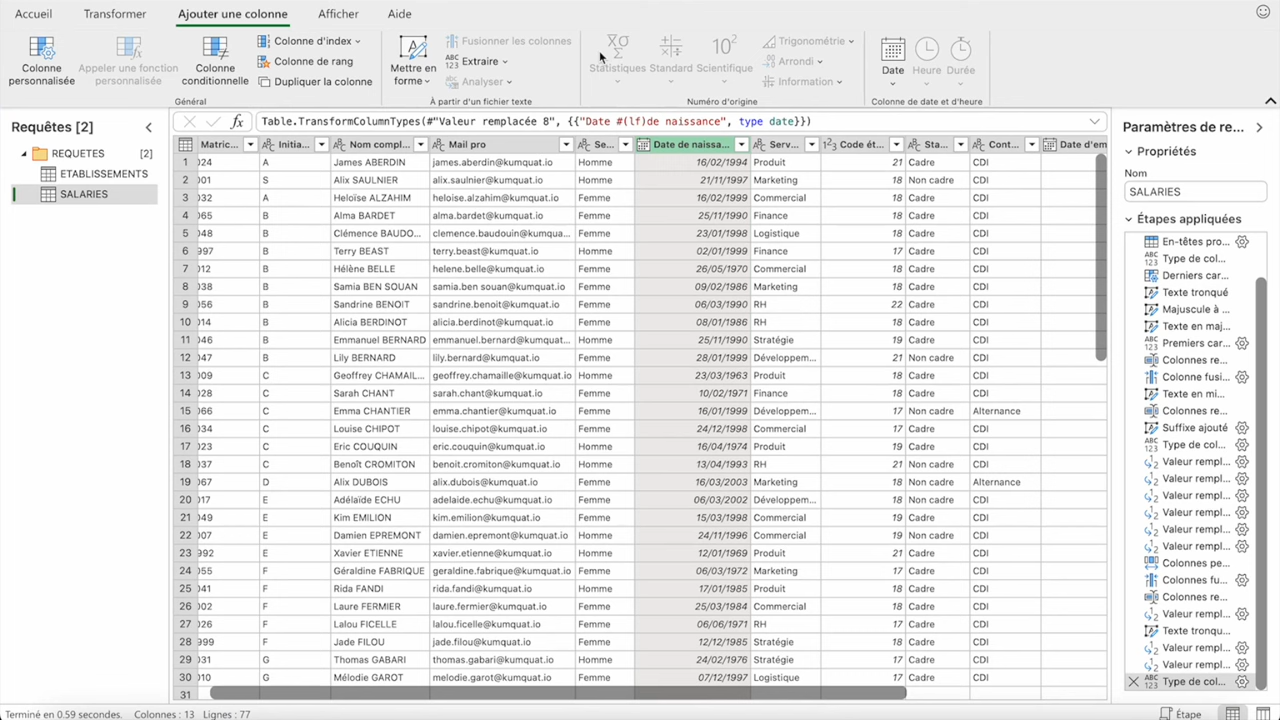 Accueil Transformer Ajouter une colonne Afficher Aide
Colonne personnalisée
Appeler une fonction personnalisée
Colonne conditionnelle
Colonne d'index
Colonne de rang
Dupliquer la colonne
Général
Mettre en forme
Fusionner les colonnes
Extraire
Analyser
À partir d'un fichier texte
Statistiques
Standard
Scientifique
Trigonométrie
Arrondi
Information
Numéro d'origine
Date
Heure
Durée
Colonne de date et d'heure
Requêtes [2]
REQUETES [2]
ETABLISSEMENTS
SALARIES
fx Table.TransformColumnTypes(#"Valeur remplacée 8", {{"Date #(lf)de naissance", type date}})
Matric... Initia... Nom compl... Mail pro Se... Date de naissa... Serv... Code ét... Sta... Cont... Date d'em
1 024 A James ABERDIN james.aberdin@kumquat.io Homme 16/02/1994 Produit 21 Cadre CDI
2 001 S Alix SAULNIER alix.saulnier@kumquat.io Homme 21/11/1997 Marketing 18 Non cadre CDI
3 032 A Heloïse ALZAHIM heloise.alzahim@kumquat.io Femme 16/02/1999 Commercial 18 Cadre CDI
4 065 B Alma BARDET alma.bardet@kumquat.io Femme 25/11/1990 Finance 18 Cadre CDI
5 048 B Clémence BAUDO... clemence.baudouin@kumqua... Femme 23/01/1998 Logistique 18 Cadre CDI
6 997 B Terry BEAST terry.beast@kumquat.io Homme 02/01/1999 Finance 17 Cadre CDI
7 012 B Hélène BELLE helene.belle@kumquat.io Femme 26/05/1970 Commercial 18 Cadre CDI
8 038 B Samia BEN SOUAN samia.ben souan@kumquat.io Femme 09/02/1986 Marketing 18 Cadre CDI
9 056 B Sandrine BENOIT sandrine.benoit@kumquat.io Femme 06/03/1990 RH 22 Cadre CDI
10 014 B Alicia BERDINOT alicia.berdinot@kumquat.io Femme 08/01/1986 RH 18 Cadre CDI
11 046 B Emmanuel BERNARD emmanuel.bernard@kumquat... Femme 25/11/1990 Stratégie 19 Cadre CDI
12 047 B Lily BERNARD lily.bernard@kumquat.io Femme 28/01/1999 Développem... 21 Non cadre CDI
13 009 C Geoffrey CHAMAIL... geoffrey.chamaille@kumquat.io Homme 23/03/1963 Produit 18 Cadre CDI
14 028 C Sarah CHANT sarah.chant@kumquat.io Femme 10/02/1971 Finance 18 Cadre CDI
15 066 C Emma CHANTIER emma.chantier@kumquat.io Femme 16/01/1999 Développem... 17 Non cadre Alternance
16 034 C Louise CHIPOT louise.chipot@kumquat.io Femme 24/12/1998 Commercial 17 Cadre CDI
17 023 C Eric COUQUIN eric.couquin@kumquat.io Homme 16/04/1974 Produit 19 Cadre CDI
18 037 C Benoît CROMITON benoit.cromiton@kumquat.io Homme 13/04/1993 RH 21 Non cadre CDI
19 067 D Alix DUBOIS alix.dubois@kumquat.io Femme 16/03/2003 Marketing 18 Non cadre Alternance
20 017 E Adélaïde ECHU adelaide.echu@kumquat.io Femme 06/03/2002 Développem... 18 Non cadre CDI
21 049 E Kim EMILION kim.emilion@kumquat.io Femme 15/03/1998 Commercial 19 Cadre CDI
22 007 E Damien EPREMONT damien.epremont@kumquat.io Homme 24/11/1996 Commercial 19 Non cadre CDI
23 992 E Xavier ETIENNE xavier.etienne@kumquat.io Homme 12/01/1969 Produit 21 Cadre CDI
24 055 F Géraldine FABRIQUE geraldine.fabrique@kumquat.io Femme 06/03/1972 Marketing 17 Cadre CDI
25 041 F Rida FANDI rida.fandi@kumquat.io Homme 17/01/1985 Produit 18 Cadre CDI
26 002 F Laure FERMIER laure.fermier@kumquat.io Femme 25/03/1984 Commercial 18 Cadre CDI
27 026 F Lalou FICELLE lalou.ficelle@kumquat.io Femme 06/06/1971 RH 17 Cadre CDI
28 999 F Jade FILOU jade.filou@kumquat.io Femme 12/12/1985 Stratégie 18 Cadre CDI
29 031 G Thomas GABARI thomas.gabari@kumquat.io Homme 24/02/1976 Stratégie 17 Cadre CDI
30 010 G Mélodie GAROT melodie.garot@kumquat.io Femme 07/12/1997 Logistique 17 Cadre CDI
31
Paramètres de re...
Propriétés
Nom
SALARIES
Étapes appliquées
En-têtes pro...
Type de col...
Derniers car...
Texte tronqué
Majuscule à ...
Texte en maj...
Premiers car...
Colonnes re...
Colonne fusi...
Texte en mi...
Colonnes re...
Suffixe ajouté
Type de col...
Valeur rempl...
Valeur rempl...
Valeur rempl...
Valeur rempl...
Valeur rempl...
Valeur rempl...
Colonnes pe...
Colonnes fu...
Colonnes re...
Valeur rempl...
Texte tronqu...
Valeur rempl...
Valeur rempl...
Type de col...
Terminé en 0.59 secondes. Colonnes : 13 Lignes : 77
Étape